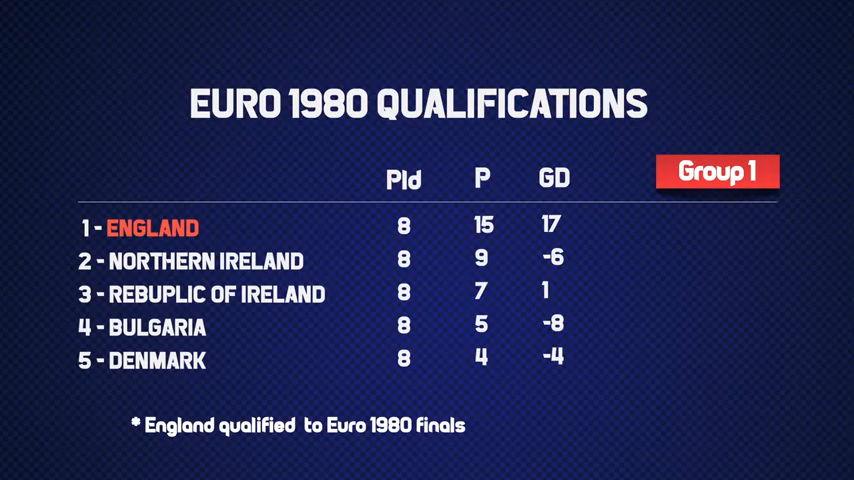 EURO 1980 QUALIFICATIONS
Group 1
Pld P GD
1 - ENGLAND 8 15 17
2 - NORTHERN IRELAND 8 9 -6
3 - REBUPLIC OF IRELAND 8 7 1
4 - BULGARIA 8 5 -8
5 - DENMARK 8 4 -4
* England qualified to Euro 1980 finals